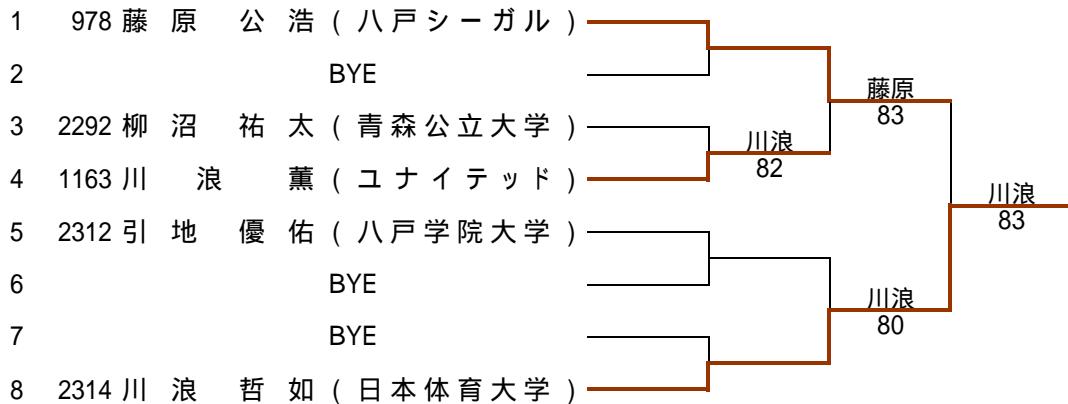 1 978 藤原 公浩 ( 八戸シーガル )
2 BYE
藤原
83
3 2292 柳沼 祐太 ( 青森公立大学 )
川浪
82
4 1163 川浪 薫 ( ユナイテッド )
川浪
83
5 2312 引地 優佑 ( 八戸学院大学 )
6 BYE
川浪
80
7 BYE
8 2314 川浪 哲如 ( 日本体育大学 )